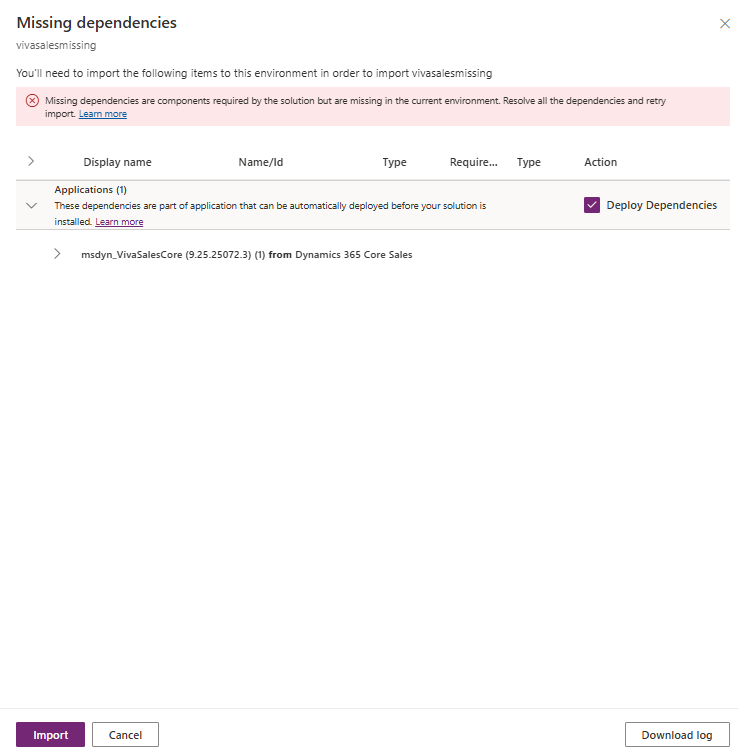 Missing dependencies
vivasalesmissing
You'll need to import the following items to this environment in order to import vivasalesmissing
Missing dependencies are components required by the solution but are missing in the current environment. Resolve all the dependencies and retry
import. Learn more
Display name Name/Id Type Require... Type Action
Applications (1)
These dependencies are part of application that can be automatically deployed before your solution is
installed. Learn more
Deploy Dependencies
msdyn_VivaSalesCore (9.25.25072.3) (1) from Dynamics 365 Core Sales
Import Cancel Download log